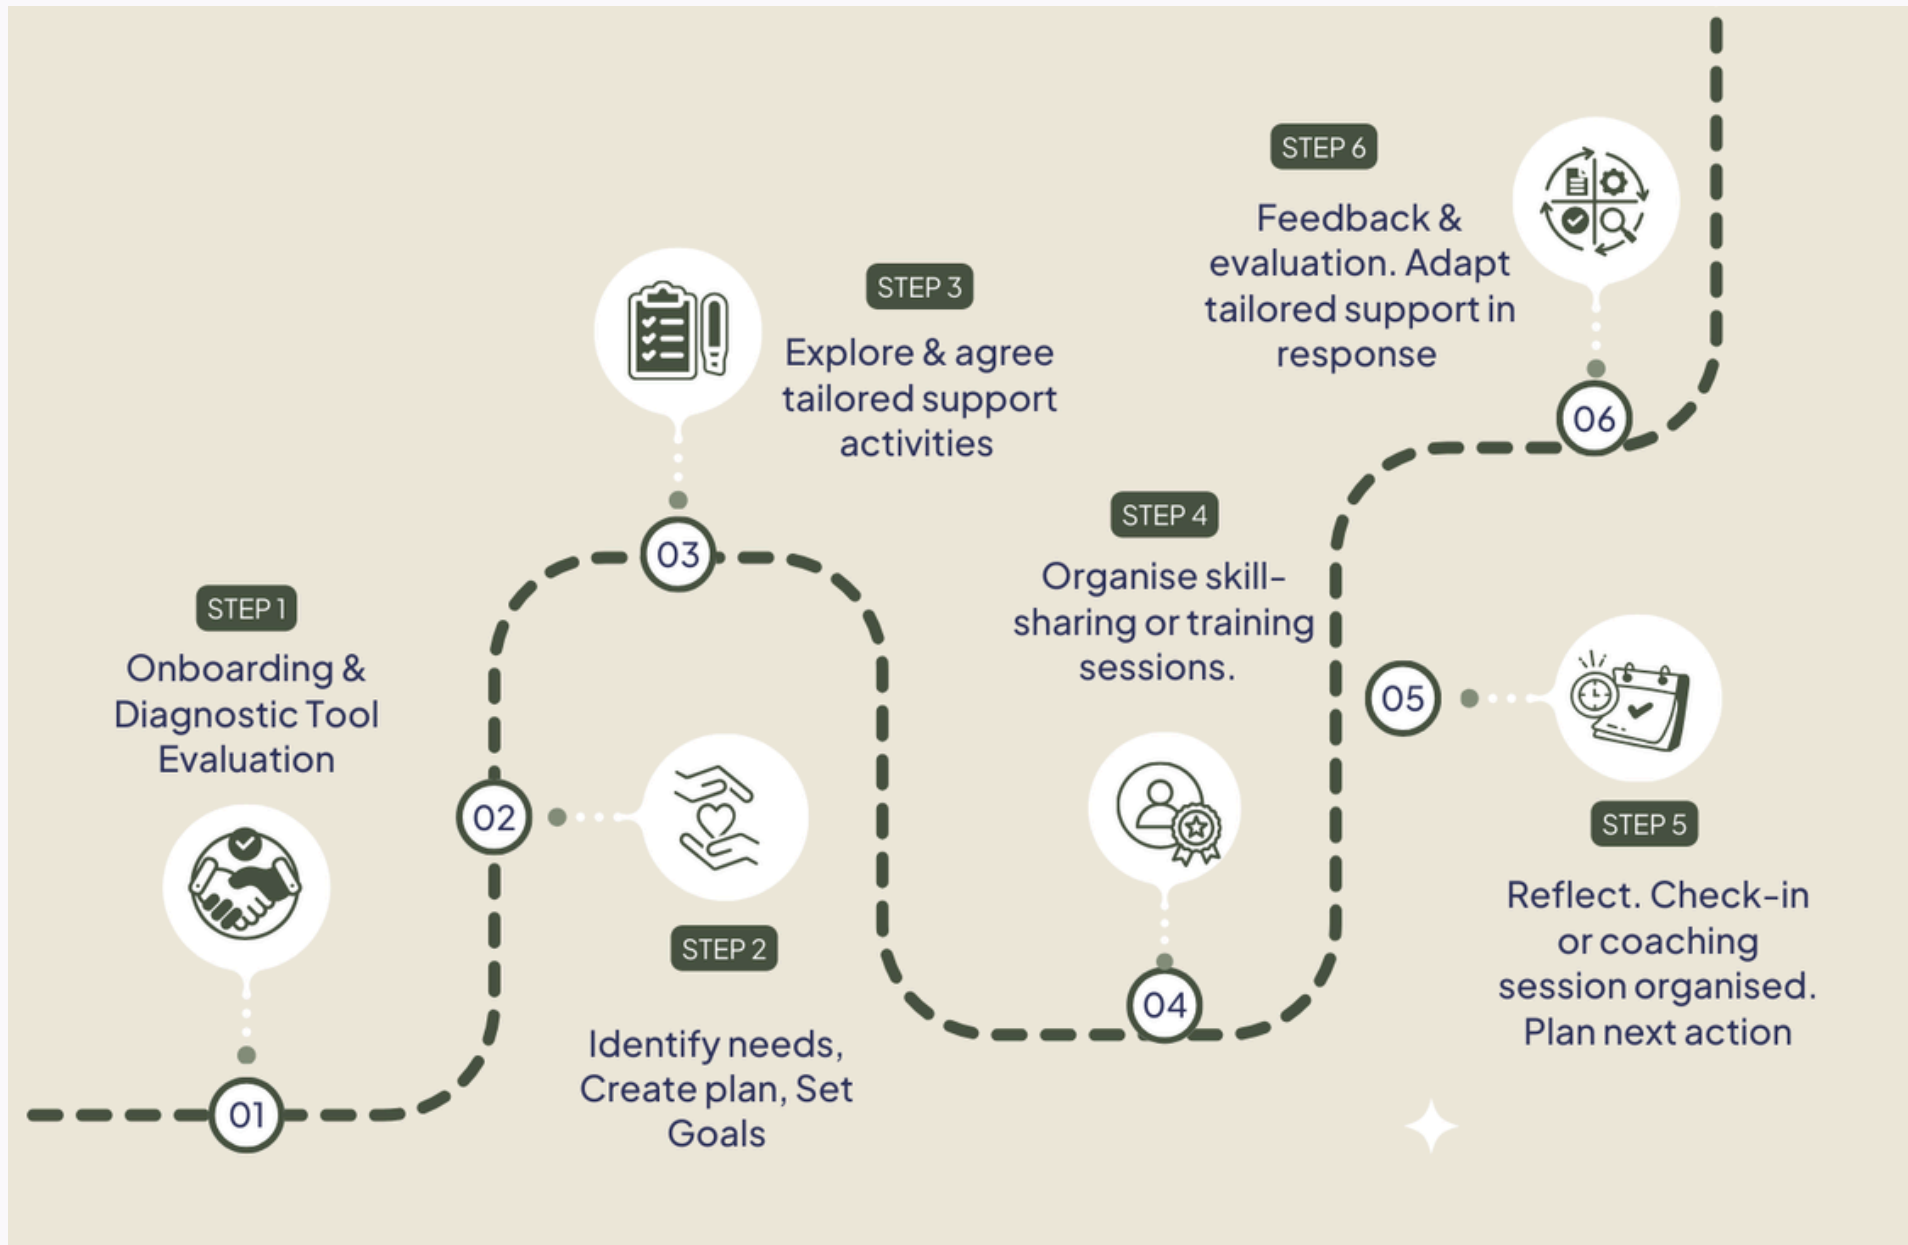 STEP 1
Onboarding &
Diagnostic Tool
Evaluation
01
02
STEP 2
Identify needs,
Create plan, Set
Goals
STEP 3
Explore & agree
tailored support
activities
03
STEP 4
Organise skill-
sharing or training
sessions.
04
05
STEP 5
Reflect. Check-in
or coaching
session organised.
Plan next action
STEP 6
Feedback &
evaluation. Adapt
tailored support in
response
06